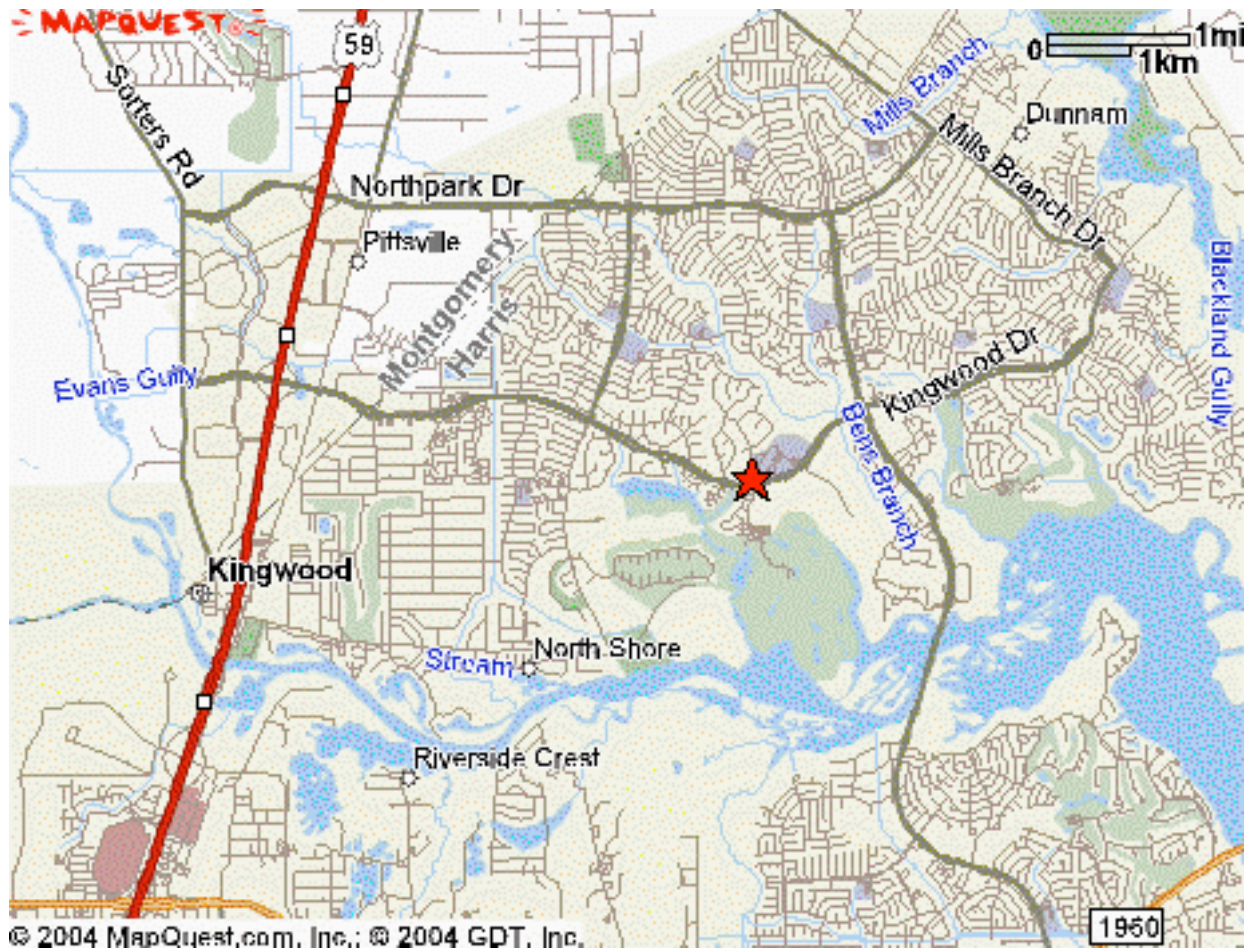 MAPQUEST
59
0
1mi
1km
Sorters Rd
Mills Branch
Dunnam
Mills Branch Dr
Northpark Dr
Pittsville
Montgomery
Harris
Blackland Gully
Evans Gully
Kingwood Dr
Bens Branch
Kingwood
North Shore
Stream
Riverside Crest
1960
© 2004 MapQuest.com, Inc.; © 2004 GDT, Inc.